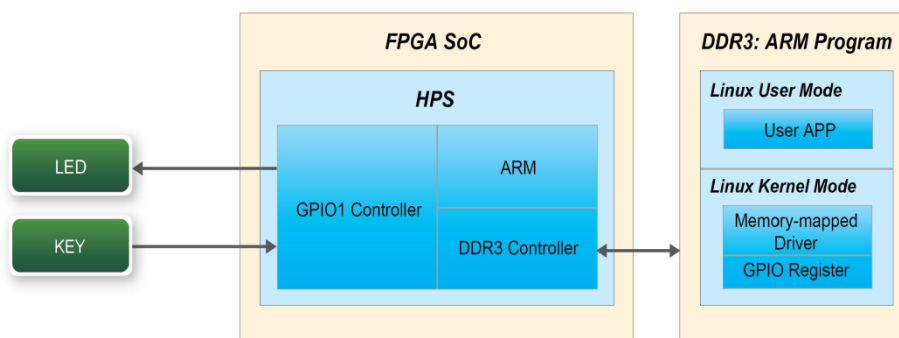 FPGA SoC
HPS
LED
KEY
GPIO1 Controller
ARM
DDR3 Controller
DDR3: ARM Program
Linux User Mode
User APP
Linux Kernel Mode
Memory-mapped
Driver
GPIO Register